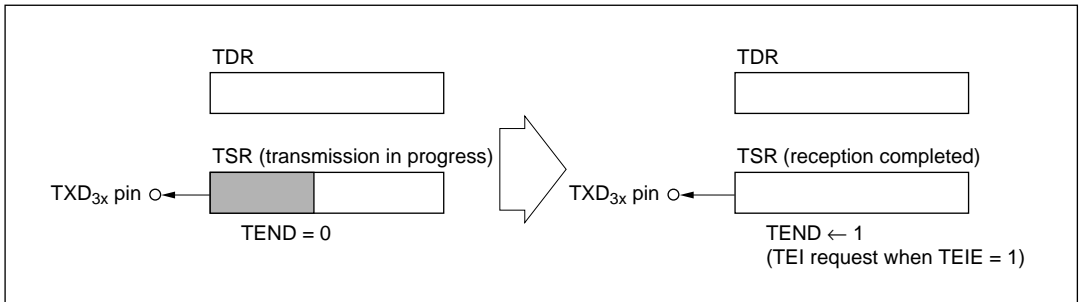 TDR
TSR (transmission in progress)
TXD3x pin
TEND = 0
TDR
TSR (reception completed)
TXD3x pin
TEND ← 1
(TEI request when TEIE = 1)